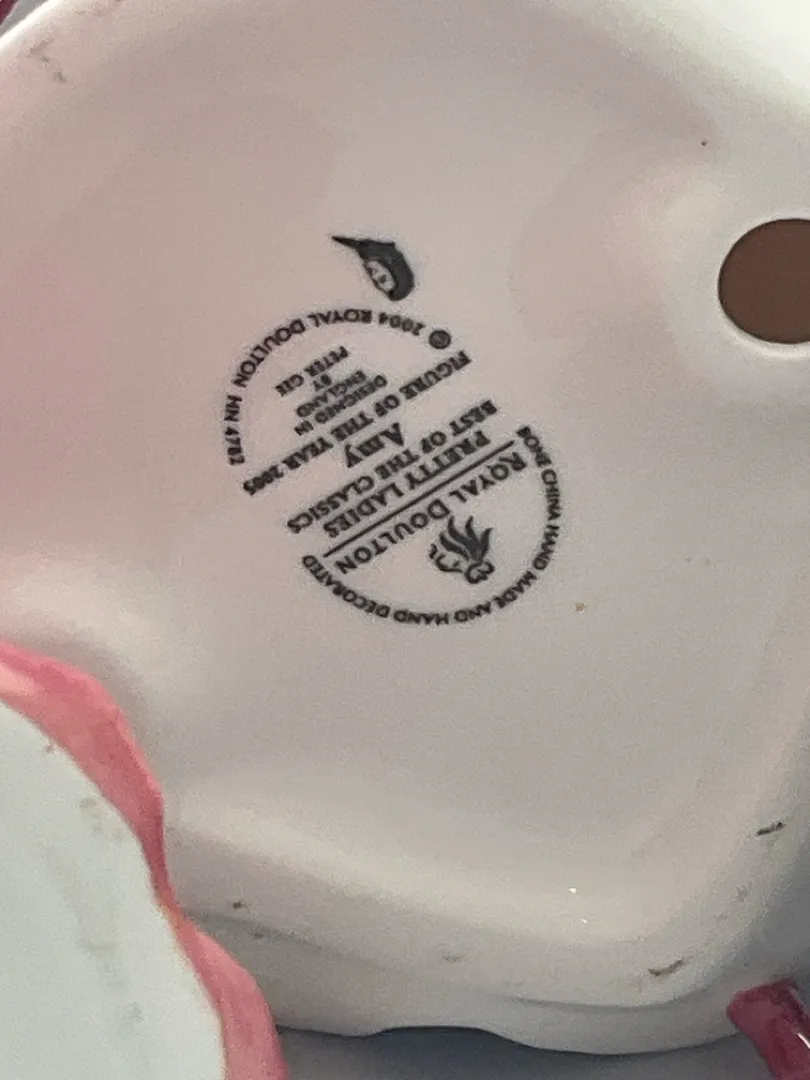 BONE CHINA HAND MADE AND HAND DECORATED
ROYAL DOULTON
PRETTY LADIES
BEST OF THE CLASSICS
Amy
FIGURE OF THE YEAR 2005
DESIGNED IN
ENGLAND
BY
PETER GEE
© 2004 ROYAL DOULTON HN 4782